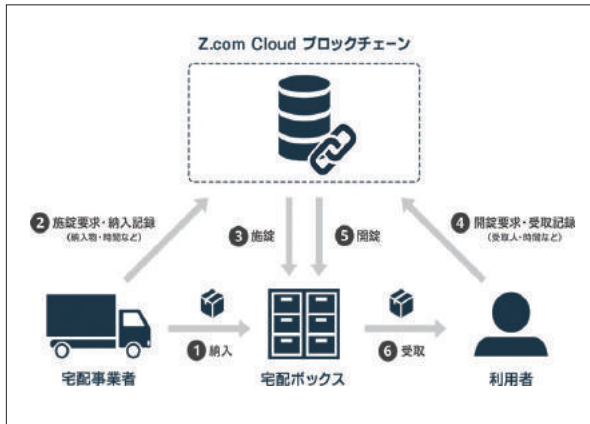 Z.com Cloud ブロックチェーン
2 施錠要求・納入記録
(納入物・時間など)
3 施錠
5 開錠
4 開錠要求・受取記録
(受取人・時間など)
1 納入
6 受取
宅配事業者
宅配ボックス
利用者